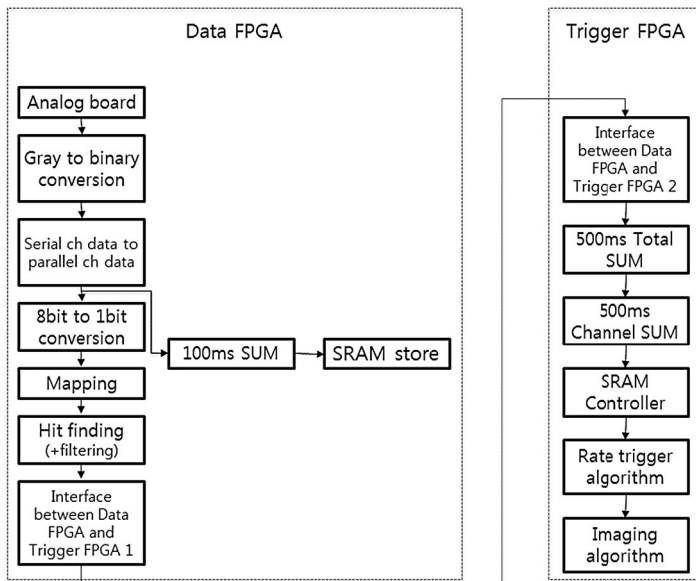 Data FPGA
Analog board
Gray to binary
conversion
Serial ch data to
parallel ch data
8bit to 1bit
conversion
100ms SUM
SRAM store
Mapping
Hit finding
(+filtering)
Interface
between Data
FPGA and
Trigger FPGA 1
Trigger FPGA
Interface
between Data
FPGA and
Trigger FPGA 2
500ms Total
SUM
500ms
Channel SUM
SRAM
Controller
Rate trigger
algorithm
Imaging
algorithm